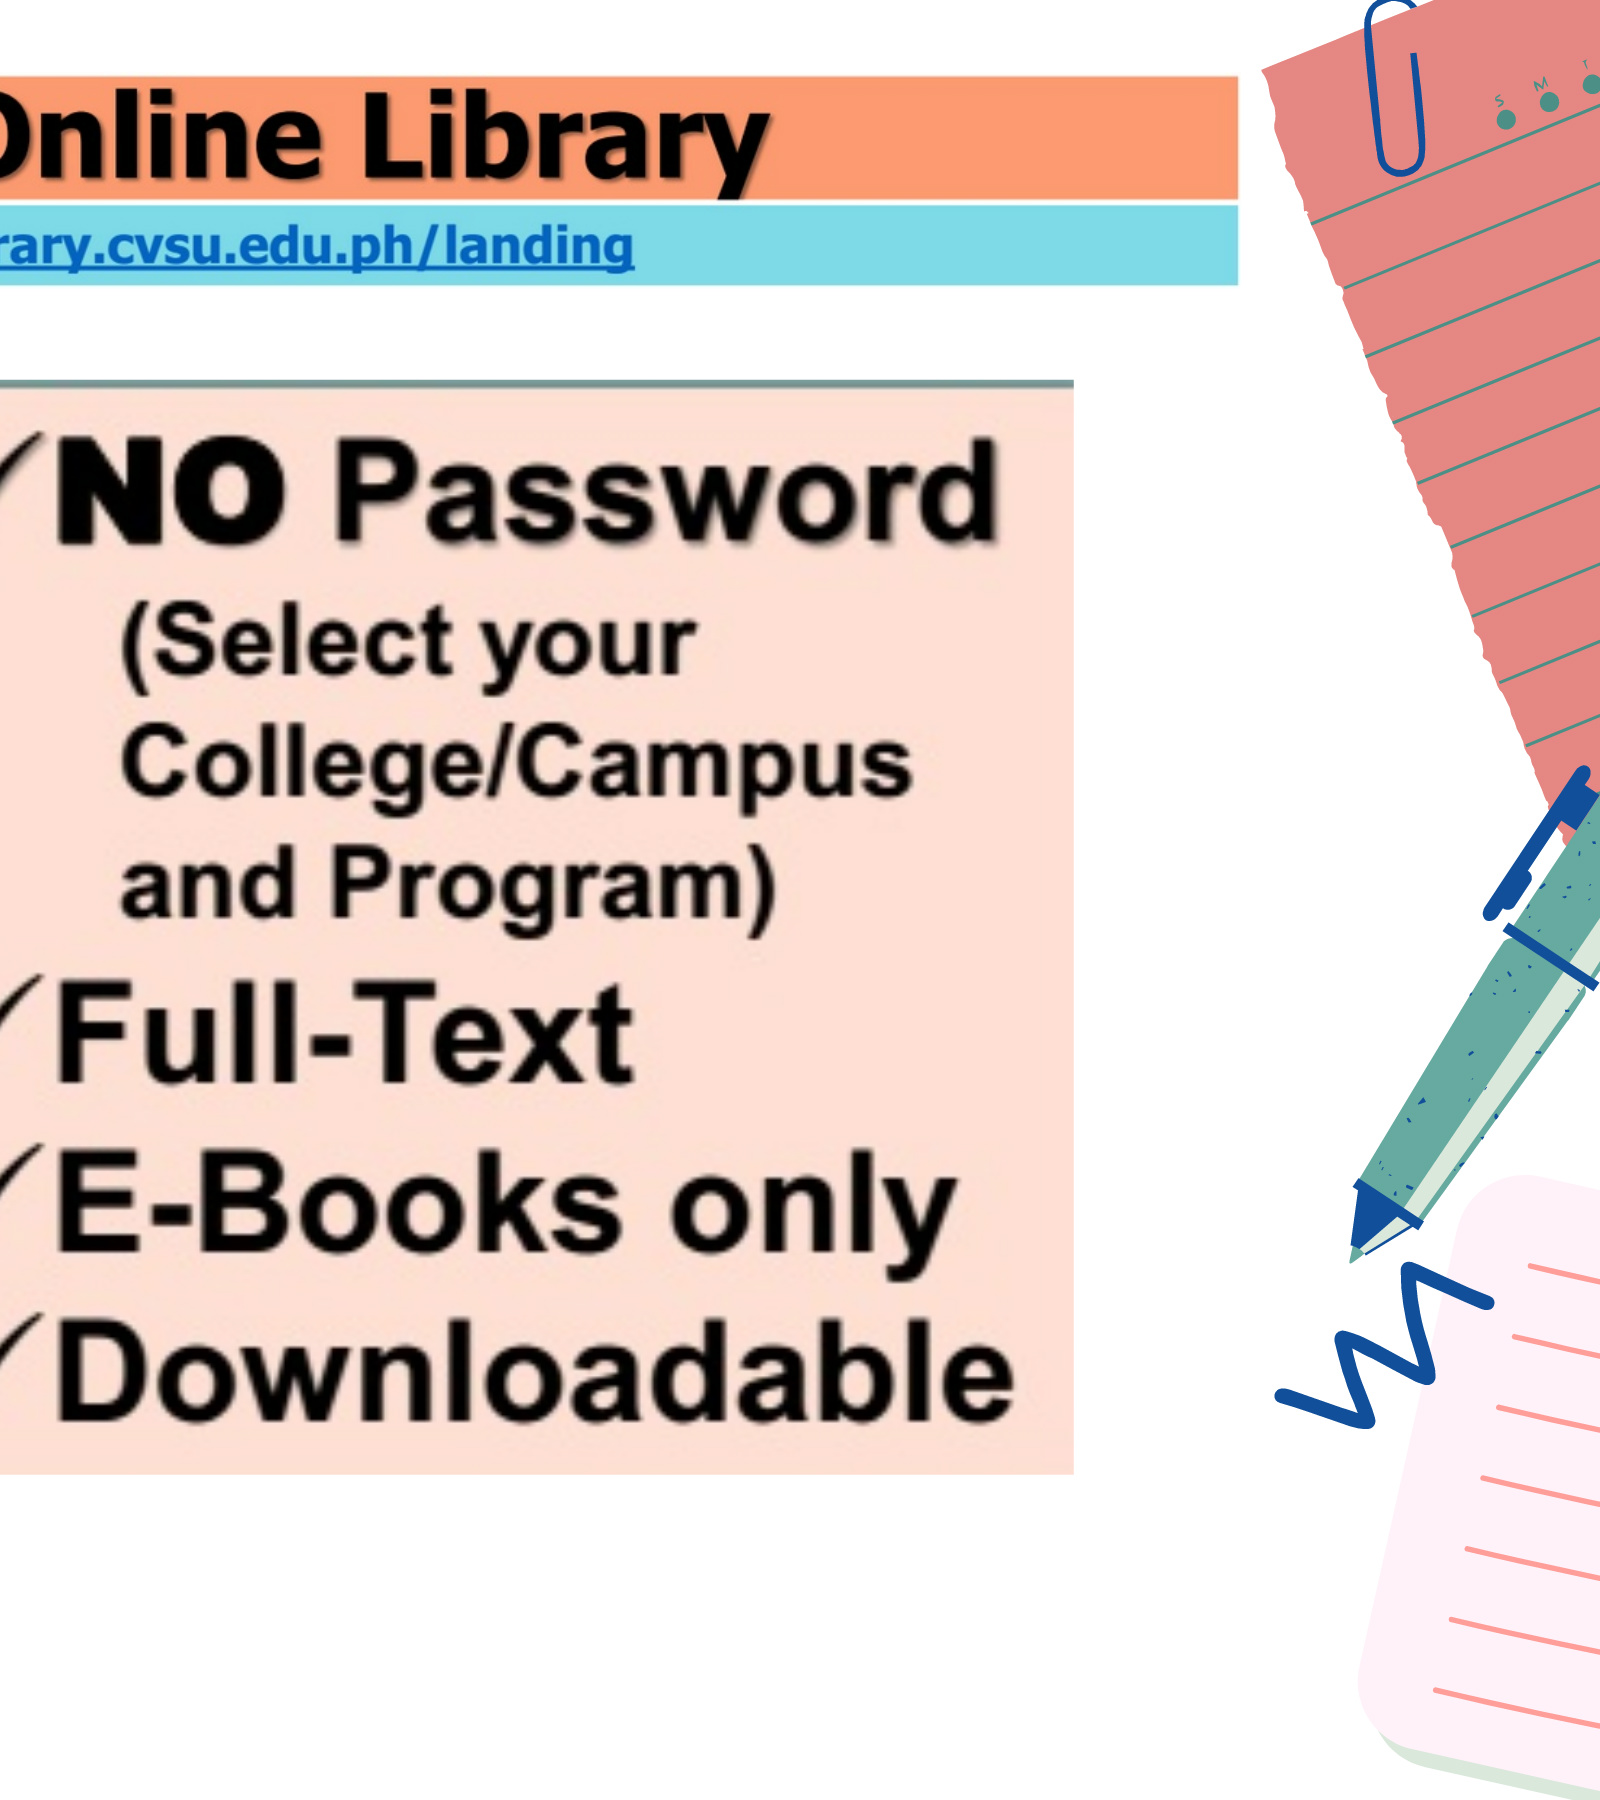 Online Library
rary.cvsu.edu.ph/landing
✓NO Password
(Select your
College/Campus
and Program)
✓Full-Text
✓E-Books only
✓Downloadable
S M T